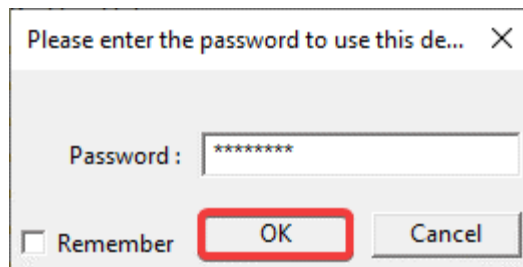 Please enter the password to use this de...
Password : ********
Remember OK Cancel